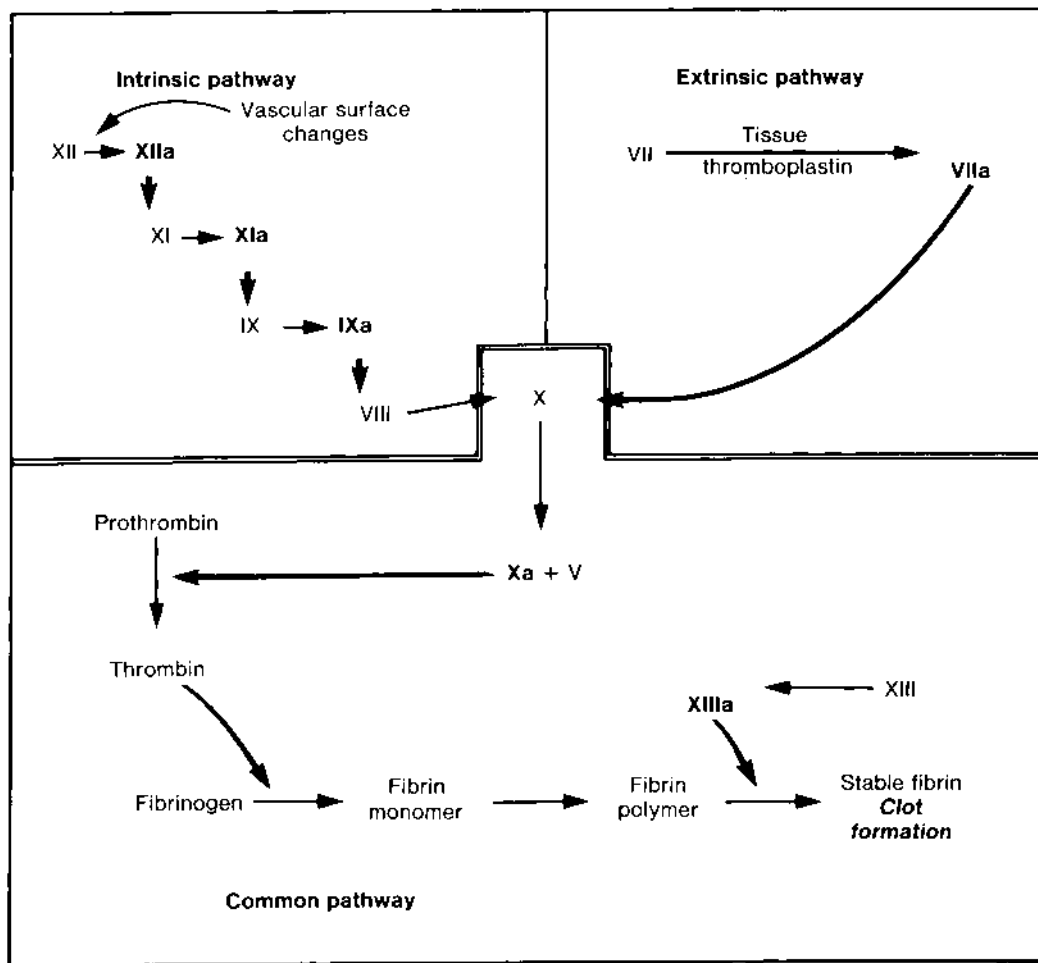 Intrinsic pathway
Vascular surface
changes
XII
XIIa
XI
XIa
IX
IXa
VIII
Extrinsic pathway
VII
Tissue
thromboplastin
VIIa
X
Prothrombin
Xa + V
Thrombin
XIIIa
XIII
Fibrinogen
Fibrin
monomer
Fibrin
polymer
Stable fibrin
Clot
formation
Common pathway